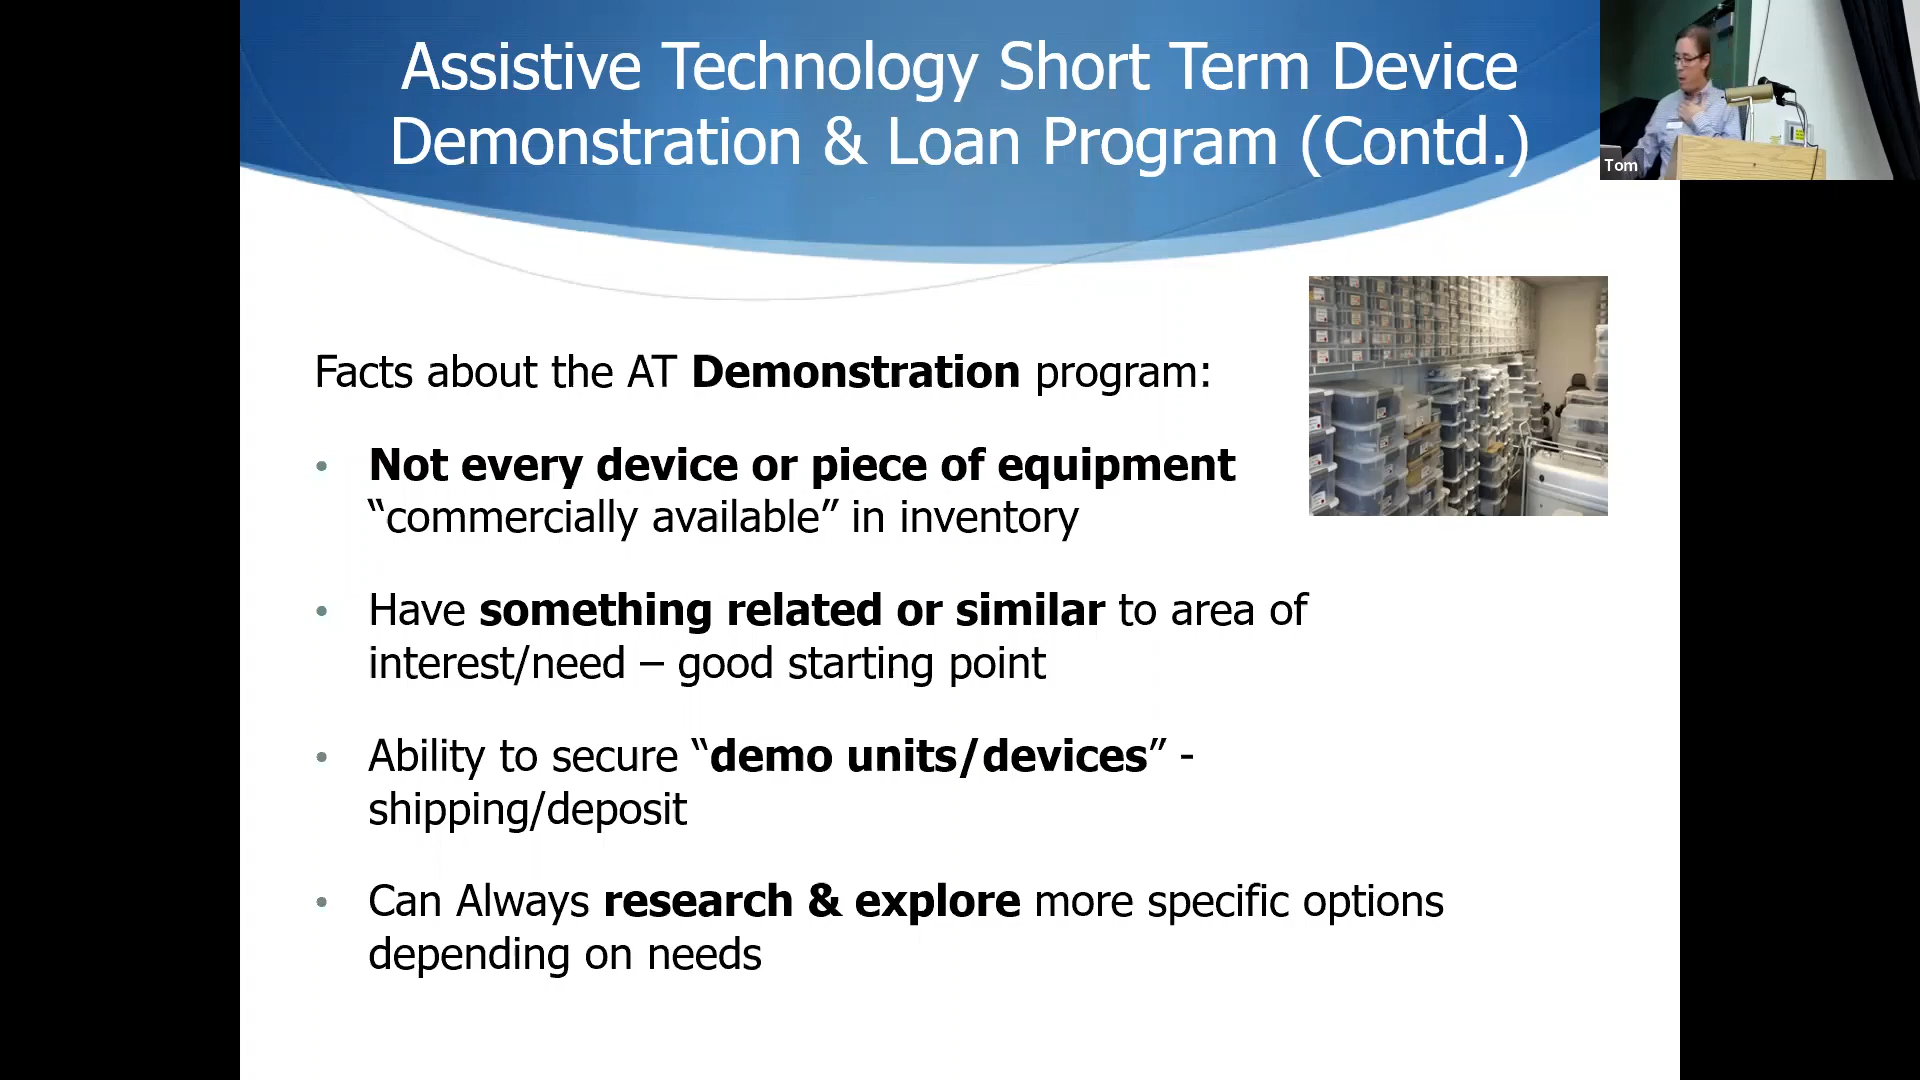 Assistive Technology Short Term Device
Demonstration & Loan Program (Contd.)
Tom
Facts about the AT Demonstration program:
• Not every device or piece of equipment
“commercially available” in inventory
• Have something related or similar to area of
interest/need – good starting point
• Ability to secure “demo units/devices” -
shipping/deposit
• Can Always research & explore more specific options
depending on needs